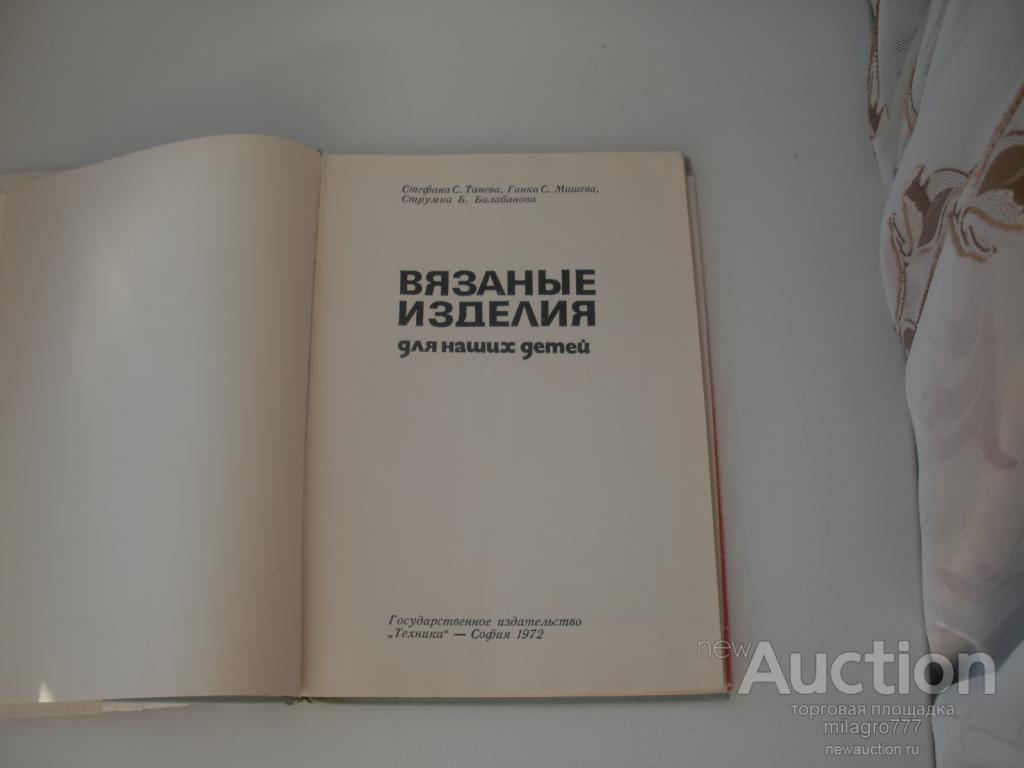 Стефана С. Танева, Ганка С. Мишева,
Струмка Б. Балабанова
ВЯЗАНЫЕ
ИЗДЕЛИЯ
для наших детей
Государственное издательство
„Техника“ — София 1972
newAuction
торговая площадка
milagro777
newauction.ru